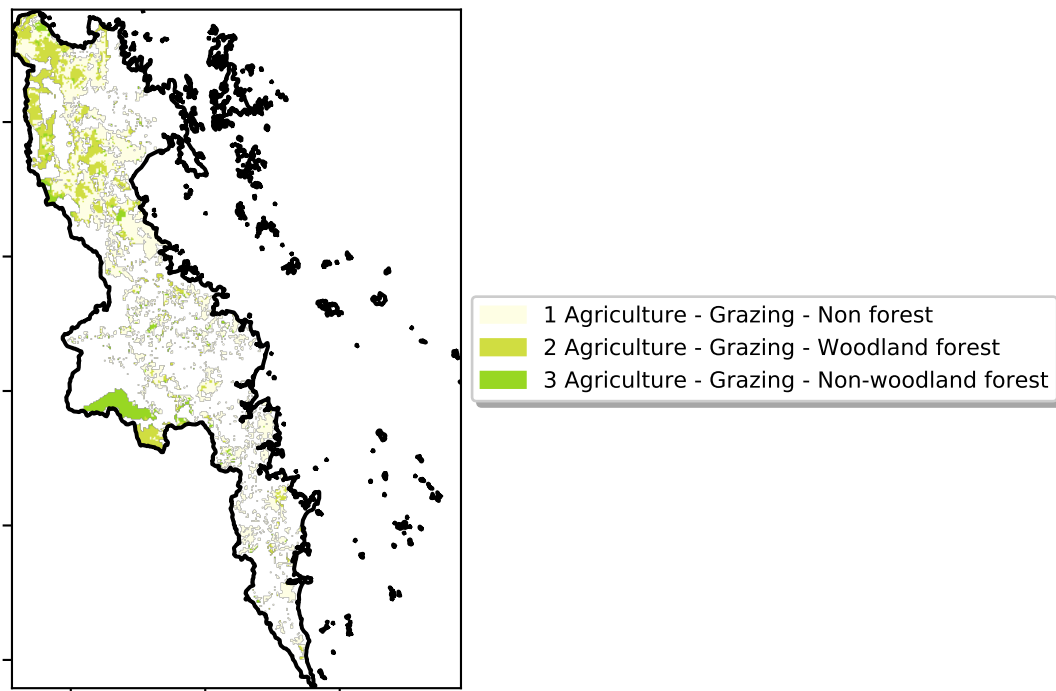 1 Agriculture - Grazing - Non forest
2 Agriculture - Grazing - Woodland forest
3 Agriculture - Grazing - Non-woodland forest